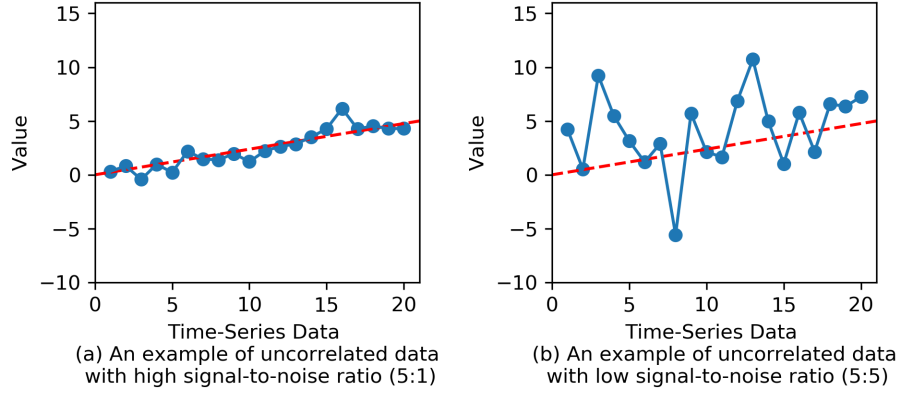 15
10
5
0
−5
−10
Value
0 5 10 15 20
Time-Series Data
(a) An example of uncorrelated data
with high signal-to-noise ratio (5:1)
15
10
5
0
−5
−10
Value
0 5 10 15 20
Time-Series Data
(b) An example of uncorrelated data
with low signal-to-noise ratio (5:5)